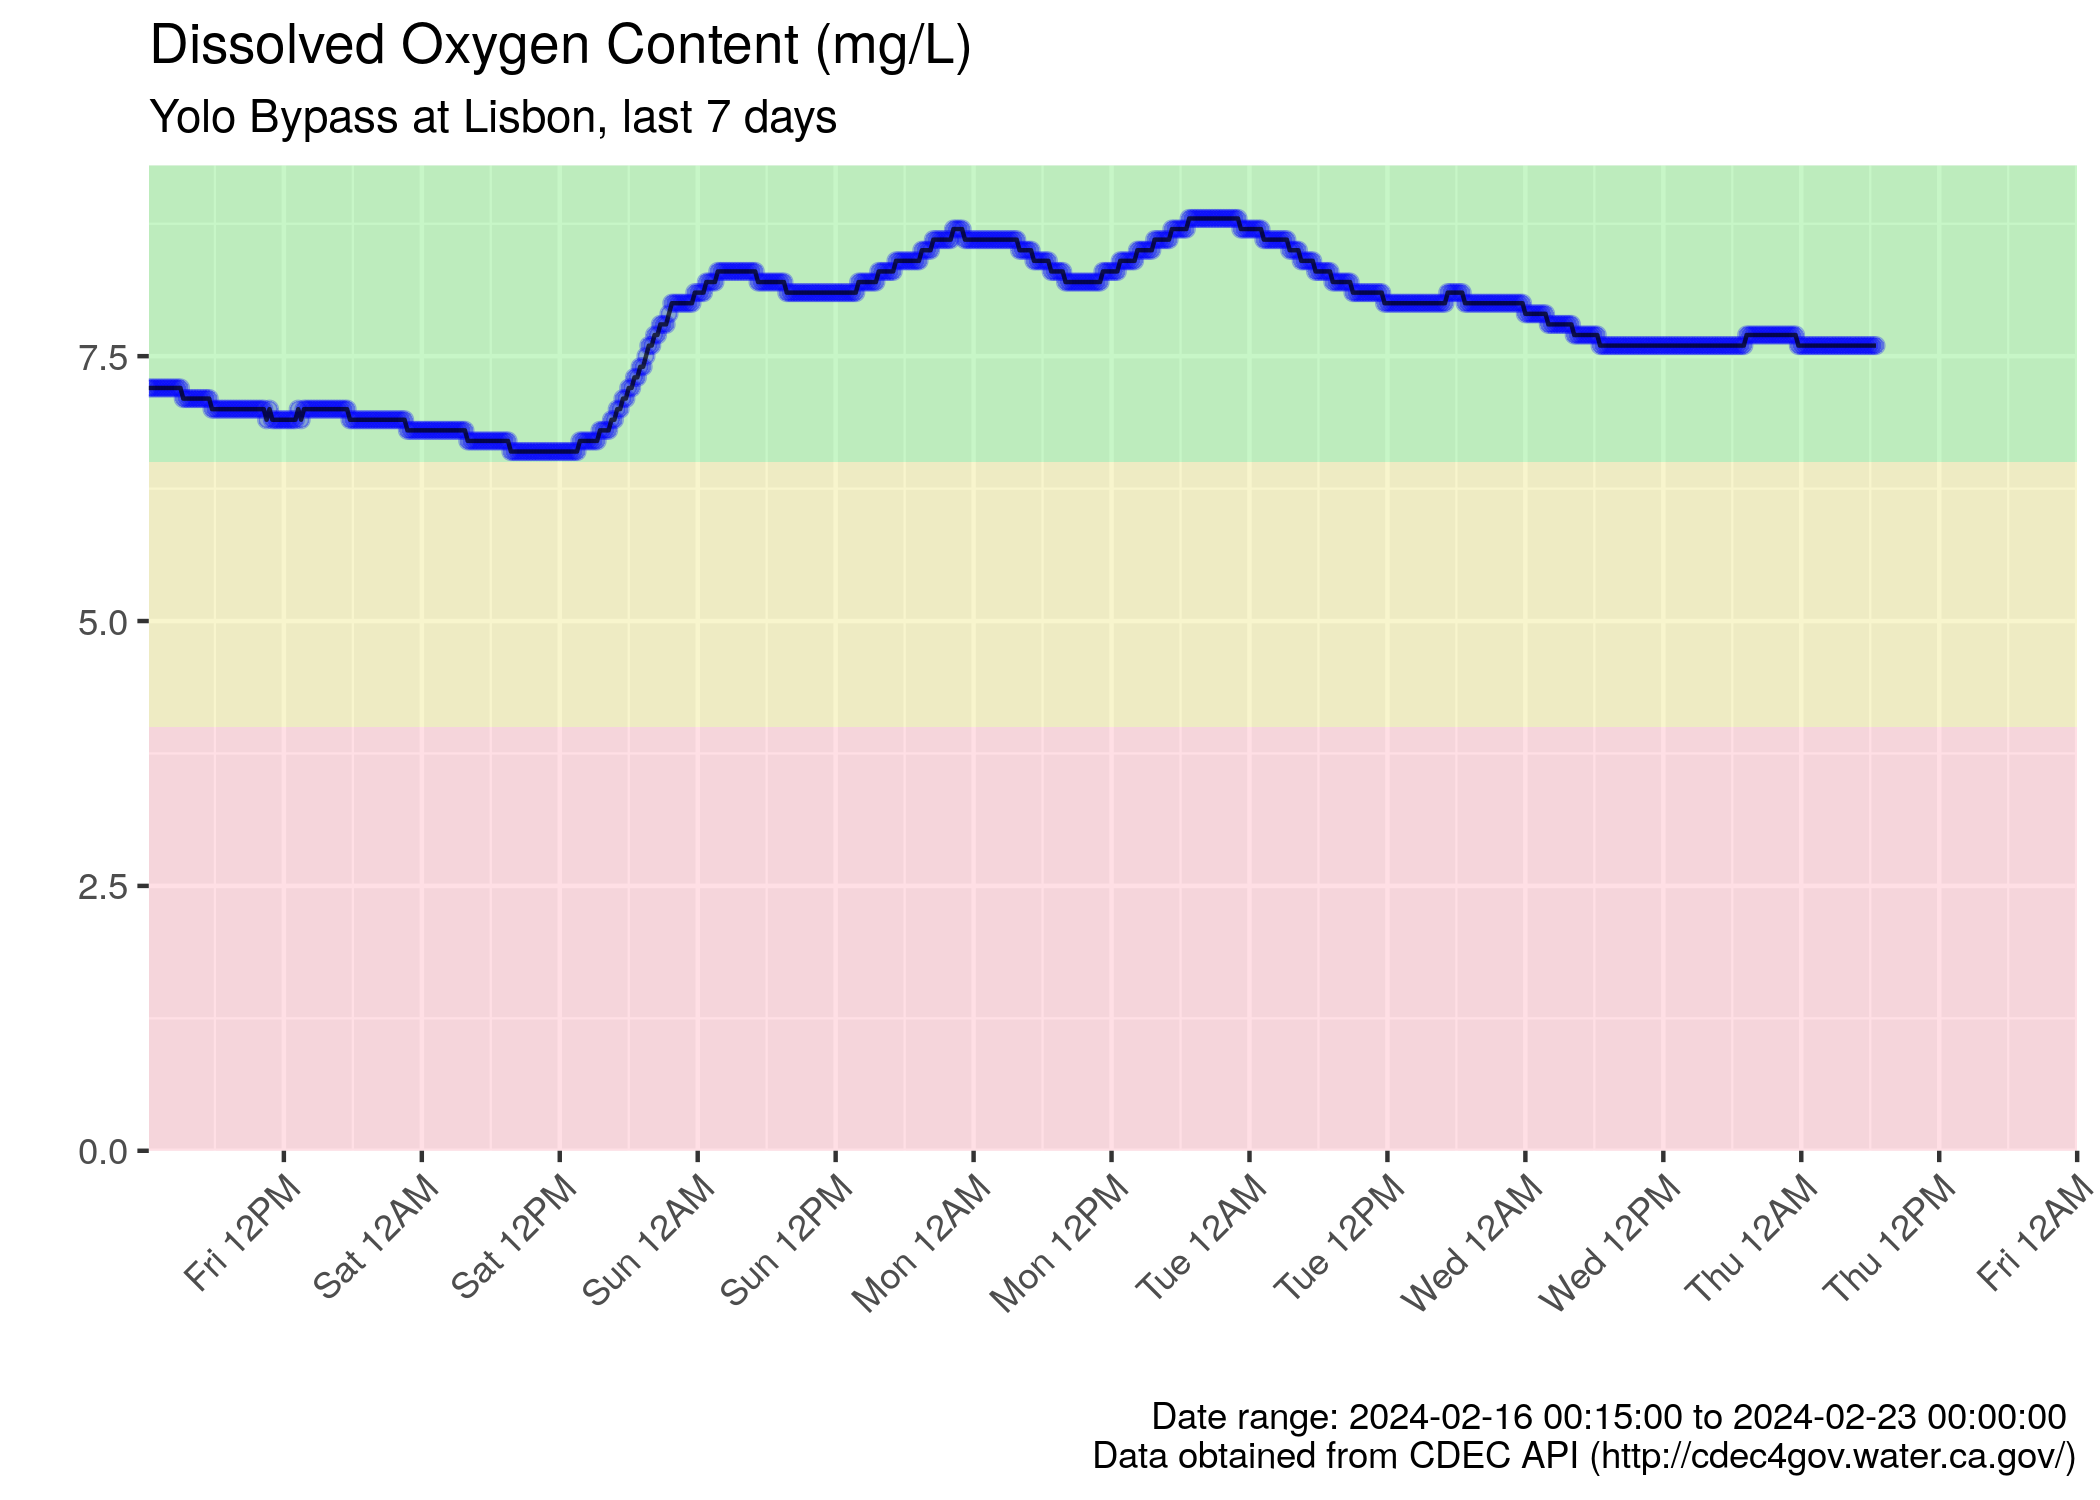 Dissolved Oxygen Content (mg/L)
Yolo Bypass at Lisbon, last 7 days
7.5
5.0
2.5
0.0
Fri 12PM
Sat 12AM
Sat 12PM
Sun 12AM
Sun 12PM
Mon 12AM
Mon 12PM
Tue 12AM
Tue 12PM
Wed 12AM
Wed 12PM
Thu 12AM
Thu 12PM
Fri 12AM
Date range: 2024-02-16 00:15:00 to 2024-02-23 00:00:00
Data obtained from CDEC API (http://cdec4gov.water.ca.gov/)